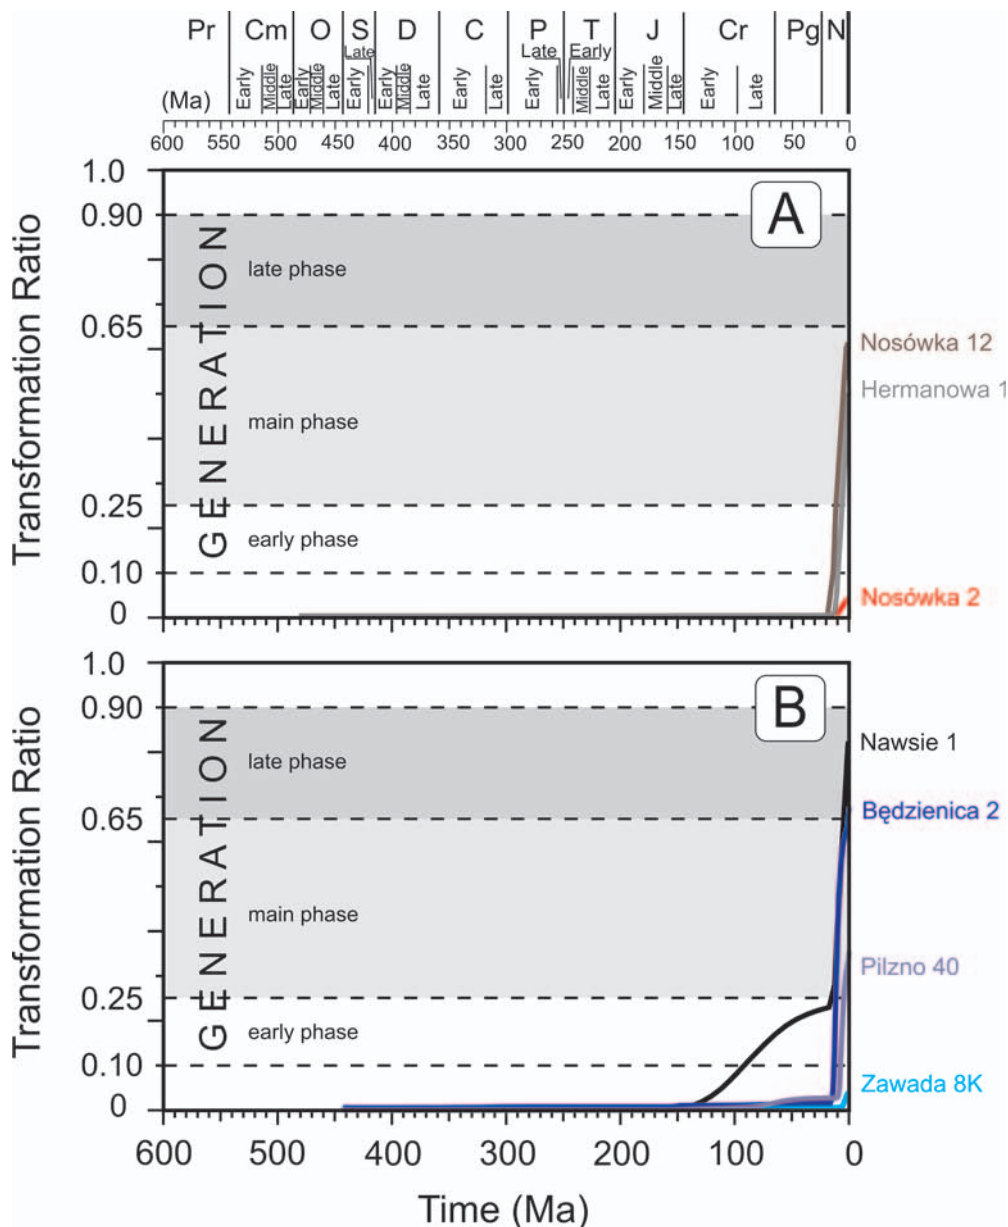 Pr Cm O S D C P T J Cr Pg N
Late Late Early
Early Middle Late Early Middle Late Early Early Middle Late Early Late Early Middle Late Early Middle Late Early Late
(Ma)
600 550 500 450 400 350 300 250 200 150 100 50 0
Transformation Ratio
1.0
0.90
0.65
0.25
0.10
0
GENERATION
late phase
main phase
early phase
A
Nosówka 12
Hermanowa 1
Nosówka 2
Transformation Ratio
1.0
0.90
0.65
0.25
0.10
0
GENERATION
late phase
main phase
early phase
B
Nawsie 1
Będzienica 2
Pilzno 40
Zawada 8K
600 500 400 300 200 100 0
Time (Ma)